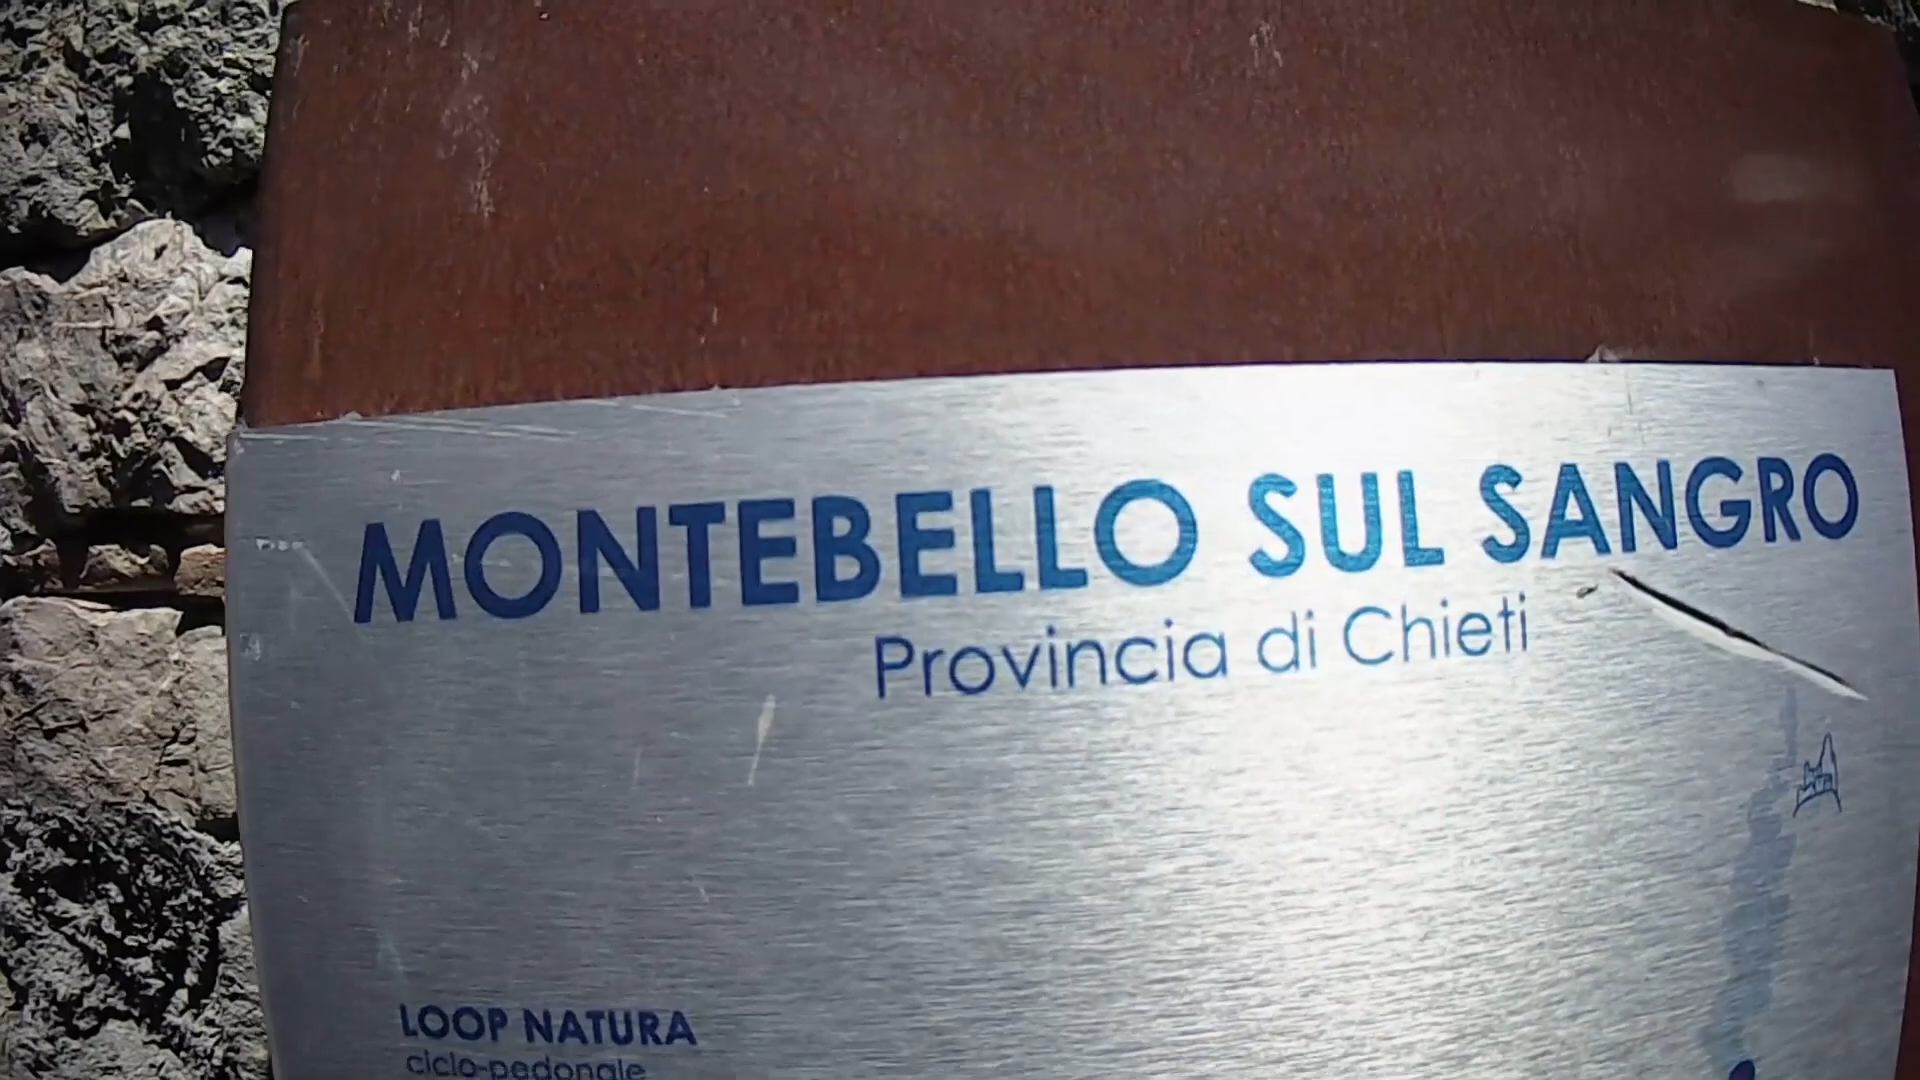 MONTEBELLO SUL SANGRO
Provincia di Chieti
LOOP NATURA
ciclo-pedonale